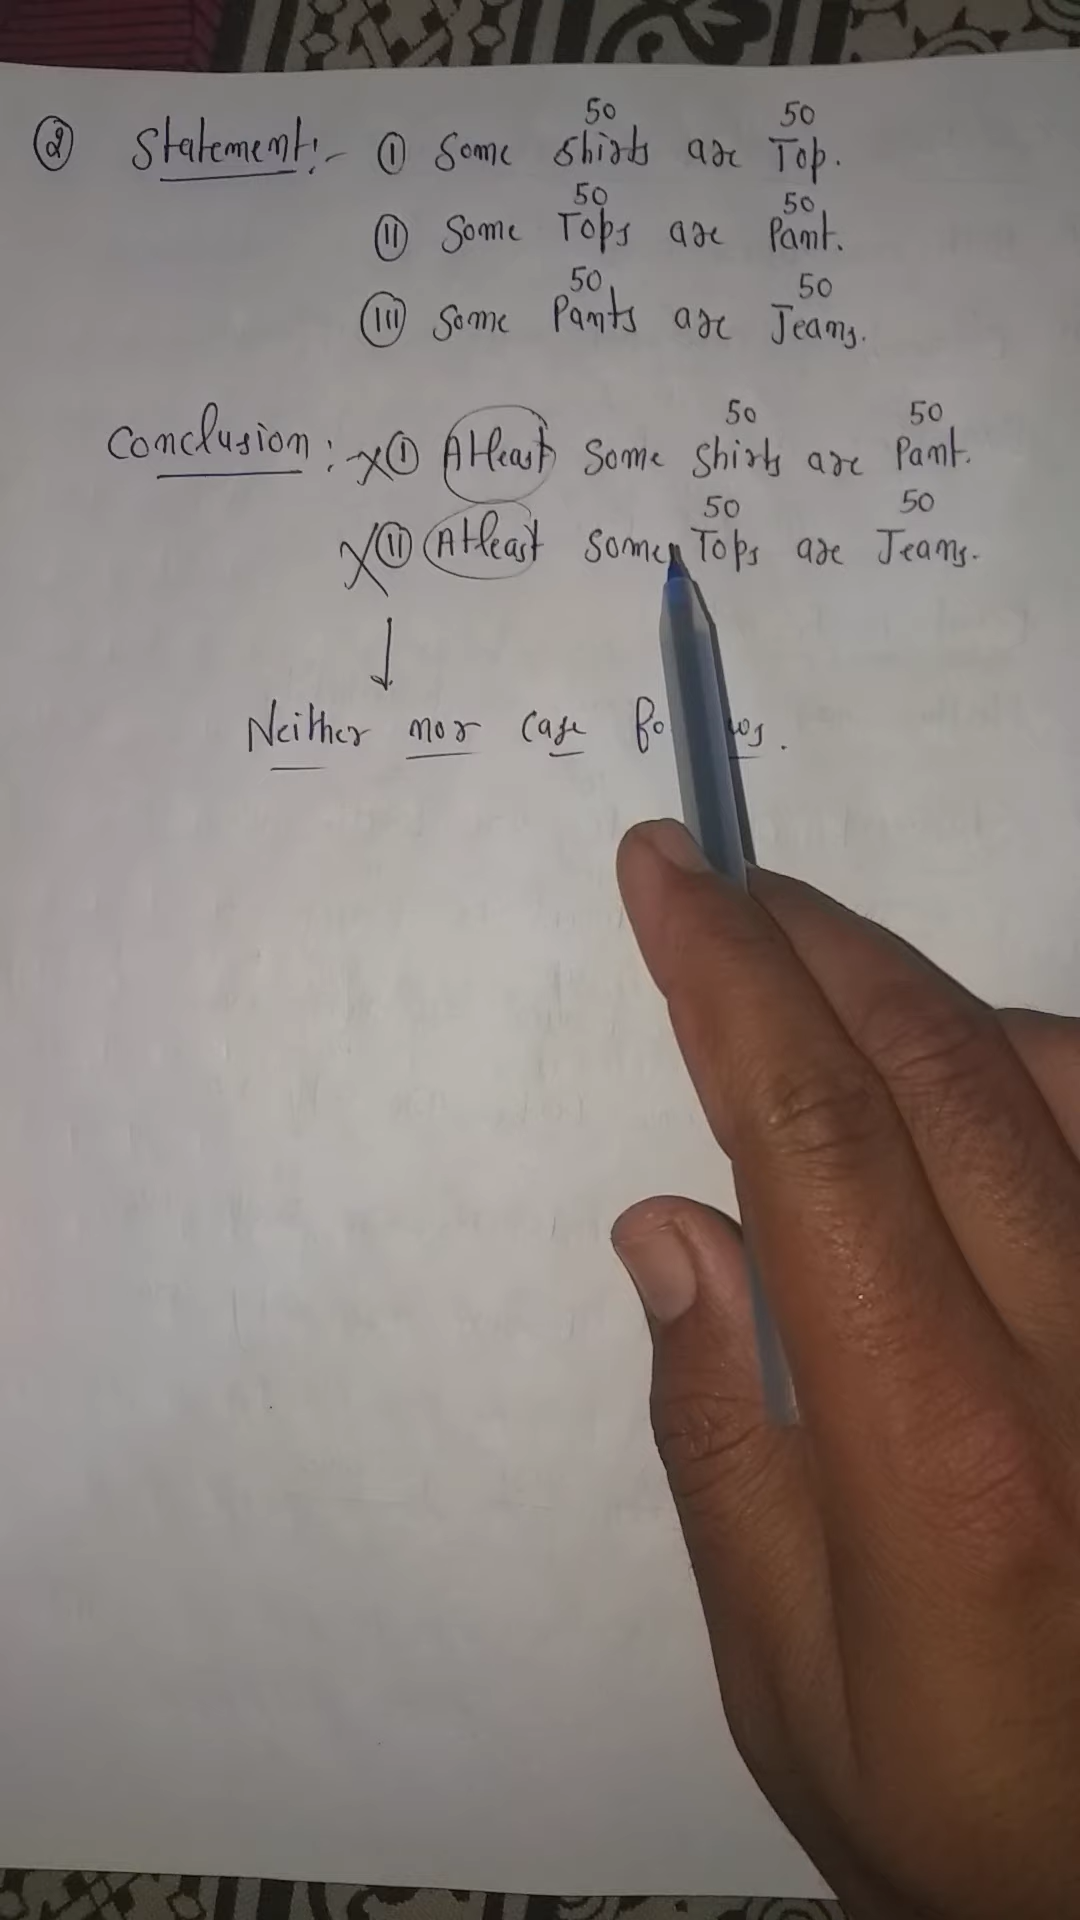 ② Statement:- ① Some Shirts are Top.
50 50
⑪ Some Tops are Pant.
50 50
⑪⑪ Some Pants are Jeans.
50 50
Conclusion: X① Atleast Some Shirts are Pant.
50 50
X⑪ Atleast Some Tops are Jeans.
50 50
↓
Neither nor case